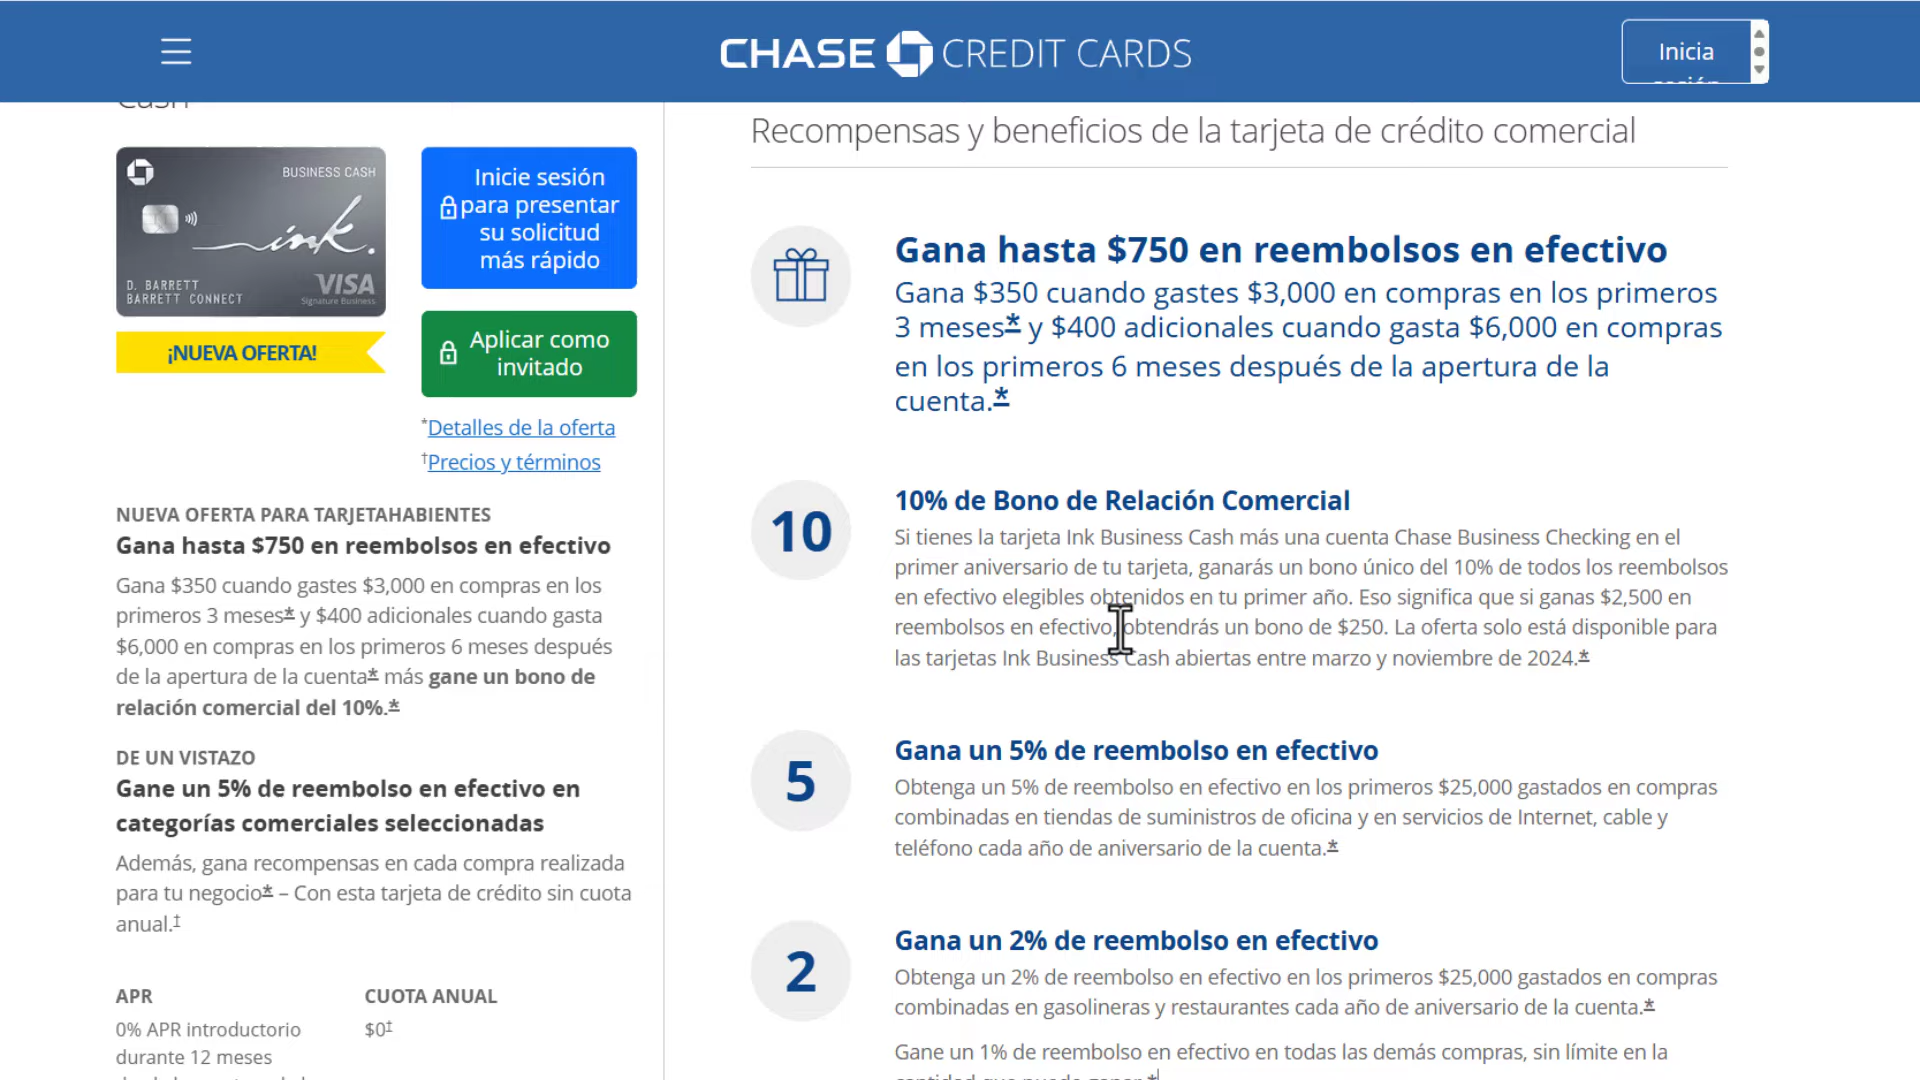 CHASE CREDIT CARDS
Inicia
sesión
Cash
BUSINESS CASH
ink.
D. BARRETT
BARRETT CONNECT
VISA
Signature Business
¡NUEVA OFERTA!
Inicie sesión
para presentar
su solicitud
más rápido
Aplicar como
invitado
*Detalles de la oferta
†Precios y términos
NUEVA OFERTA PARA TARJETAHABIENTES
Gana hasta $750 en reembolsos en efectivo
Gana $350 cuando gastes $3,000 en compras en los
primeros 3 meses* y $400 adicionales cuando gasta
$6,000 en compras en los primeros 6 meses después
de la apertura de la cuenta* más gane un bono de
relación comercial del 10%.*
DE UN VISTAZO
Gane un 5% de reembolso en efectivo en
categorías comerciales seleccionadas
Además, gana recompensas en cada compra realizada
para tu negocio* – Con esta tarjeta de crédito sin cuota
anual.†
APR
0% APR introductorio
durante 12 meses
CUOTA ANUAL
$0†
Recompensas y beneficios de la tarjeta de crédito comercial
Gana hasta $750 en reembolsos en efectivo
Gana $350 cuando gastes $3,000 en compras en los primeros
3 meses* y $400 adicionales cuando gasta $6,000 en compras
en los primeros 6 meses después de la apertura de la
cuenta.*
10
10% de Bono de Relación Comercial
Si tienes la tarjeta Ink Business Cash más una cuenta Chase Business Checking en el
primer aniversario de tu tarjeta, ganarás un bono único del 10% de todos los reembolsos
en efectivo elegibles obtenidos en tu primer año. Eso significa que si ganas $2,500 en
reembolsos en efectivo, obtendrás un bono de $250. La oferta solo está disponible para
las tarjetas Ink Business Cash abiertas entre marzo y noviembre de 2024.*
5
Gana un 5% de reembolso en efectivo
Obtenga un 5% de reembolso en efectivo en los primeros $25,000 gastados en compras
combinadas en tiendas de suministros de oficina y en servicios de Internet, cable y
teléfono cada año de aniversario de la cuenta.*
2
Gana un 2% de reembolso en efectivo
Obtenga un 2% de reembolso en efectivo en los primeros $25,000 gastados en compras
combinadas en gasolineras y restaurantes cada año de aniversario de la cuenta.*
Gane un 1% de reembolso en efectivo en todas las demás compras, sin límite en la
cantidad que puede ganar.*